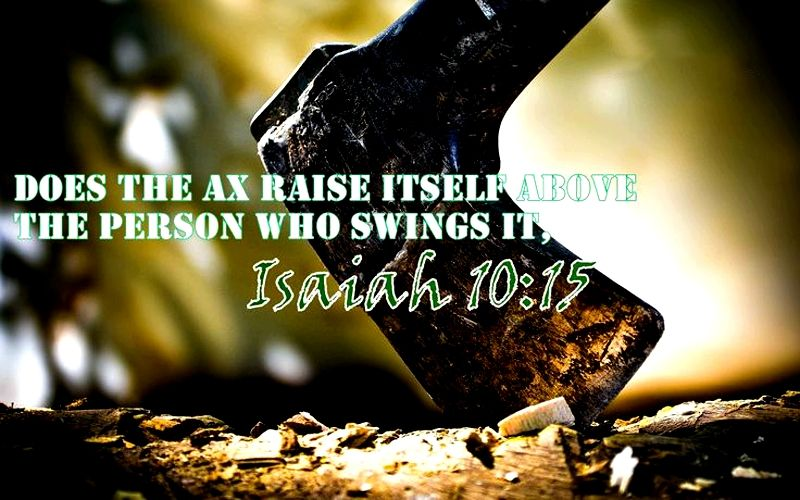 DOES THE AX RAISE ITSELF ABOVE
THE PERSON WHO SWINGS IT,
Isaiah 10:15